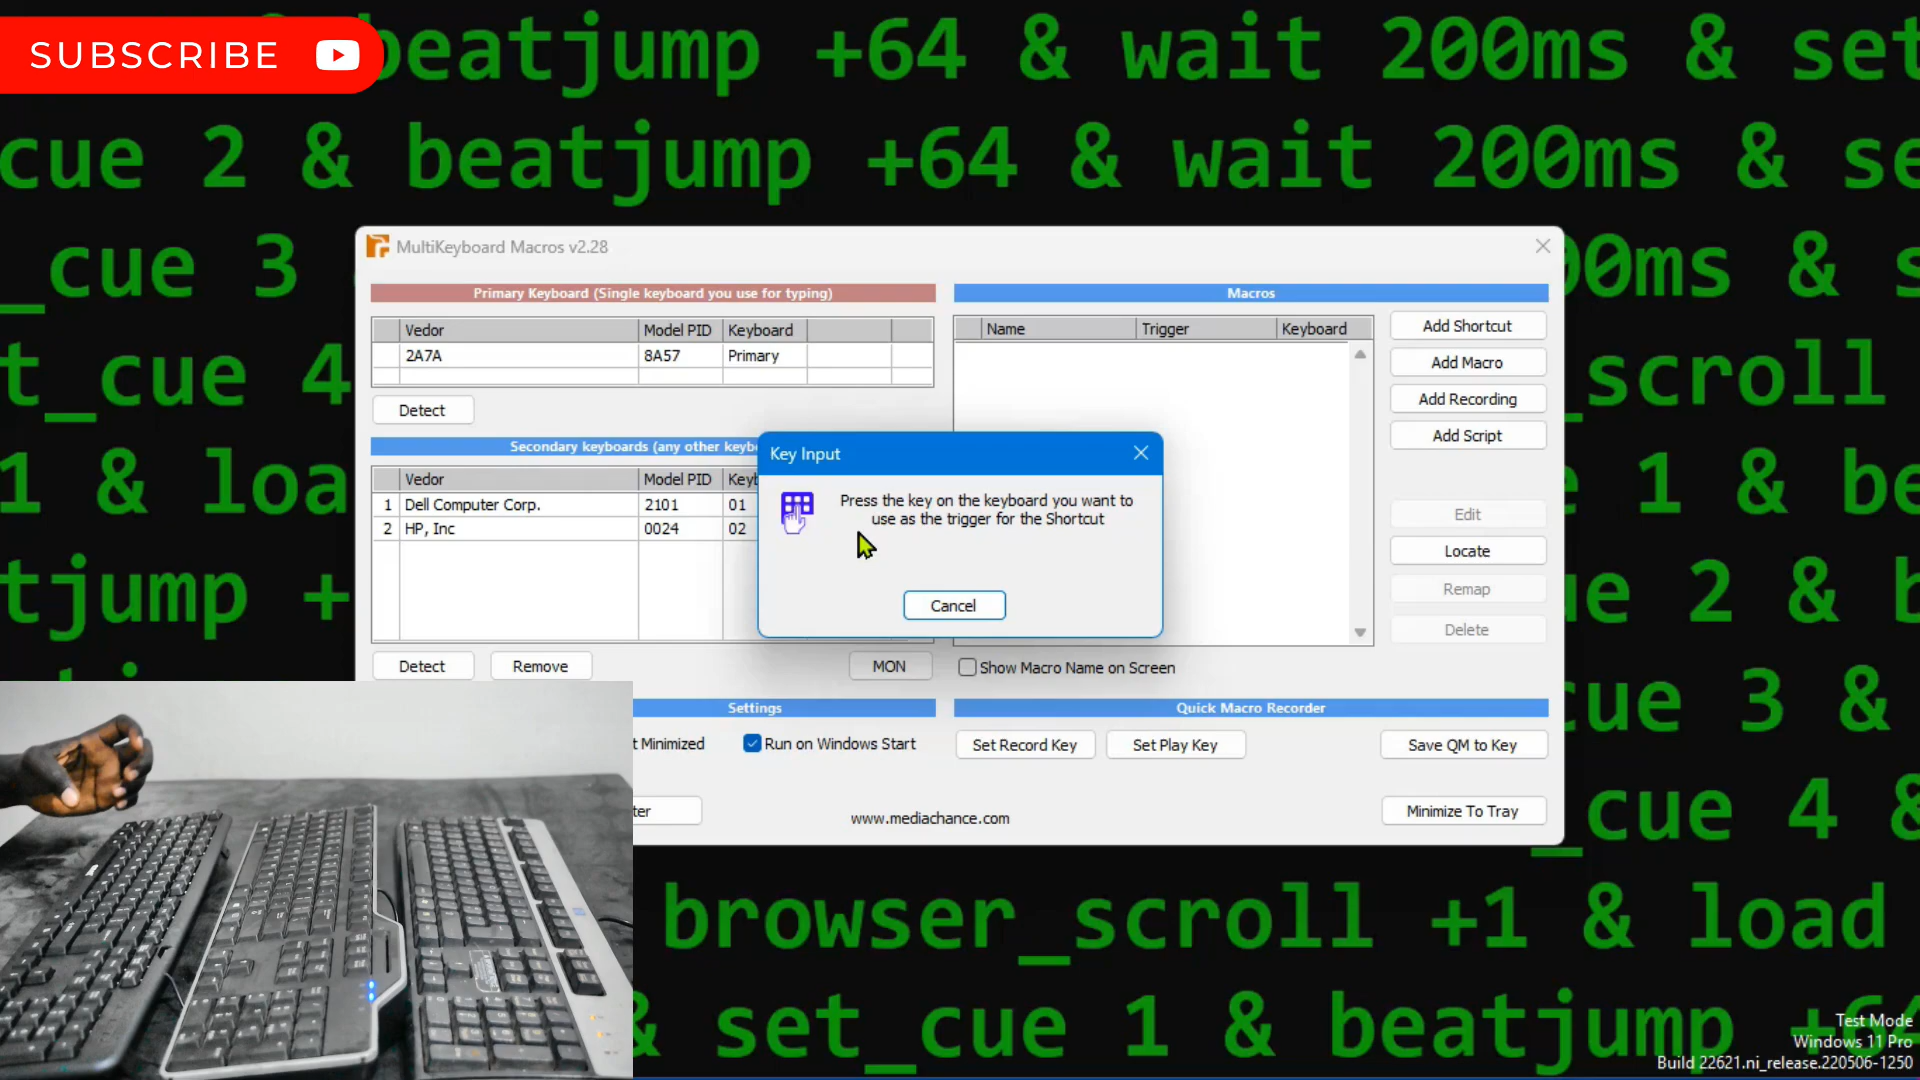 SUBSCRIBE
beatjump +64 & wait 200ms & set
cue 2 & beatjump +64 & wait 200ms & se
_cue 3
00ms & s
t_cue 4
_scroll
1 & loa
1 & be
tjump +
ue 2 & b
cue 3 &
_cue 4 &
browser_scroll +1 & load
& set_cue 1 & beatjump +64
MultiKeyboard Macros v2.28
Primary Keyboard (Single keyboard you use for typing)
Vedor Model PID Keyboard
2A7A 8A57 Primary
Detect
Secondary keyboards (any other keybo
Vedor Model PID Keyb
1 Dell Computer Corp. 2101 01
2 HP, Inc 0024 02
Detect Remove MON
Settings
t Minimized Run on Windows Start
ter
www.mediachance.com
Macros
Name Trigger Keyboard
Add Shortcut
Add Macro
Add Recording
Add Script
Edit
Locate
Remap
Delete
Show Macro Name on Screen
Quick Macro Recorder
Set Record Key Set Play Key Save QM to Key
Minimize To Tray
Key Input
Press the key on the keyboard you want to
use as the trigger for the Shortcut
Cancel
Test Mode
Windows 11 Pro
Build 22621.ni_release.220506-1250